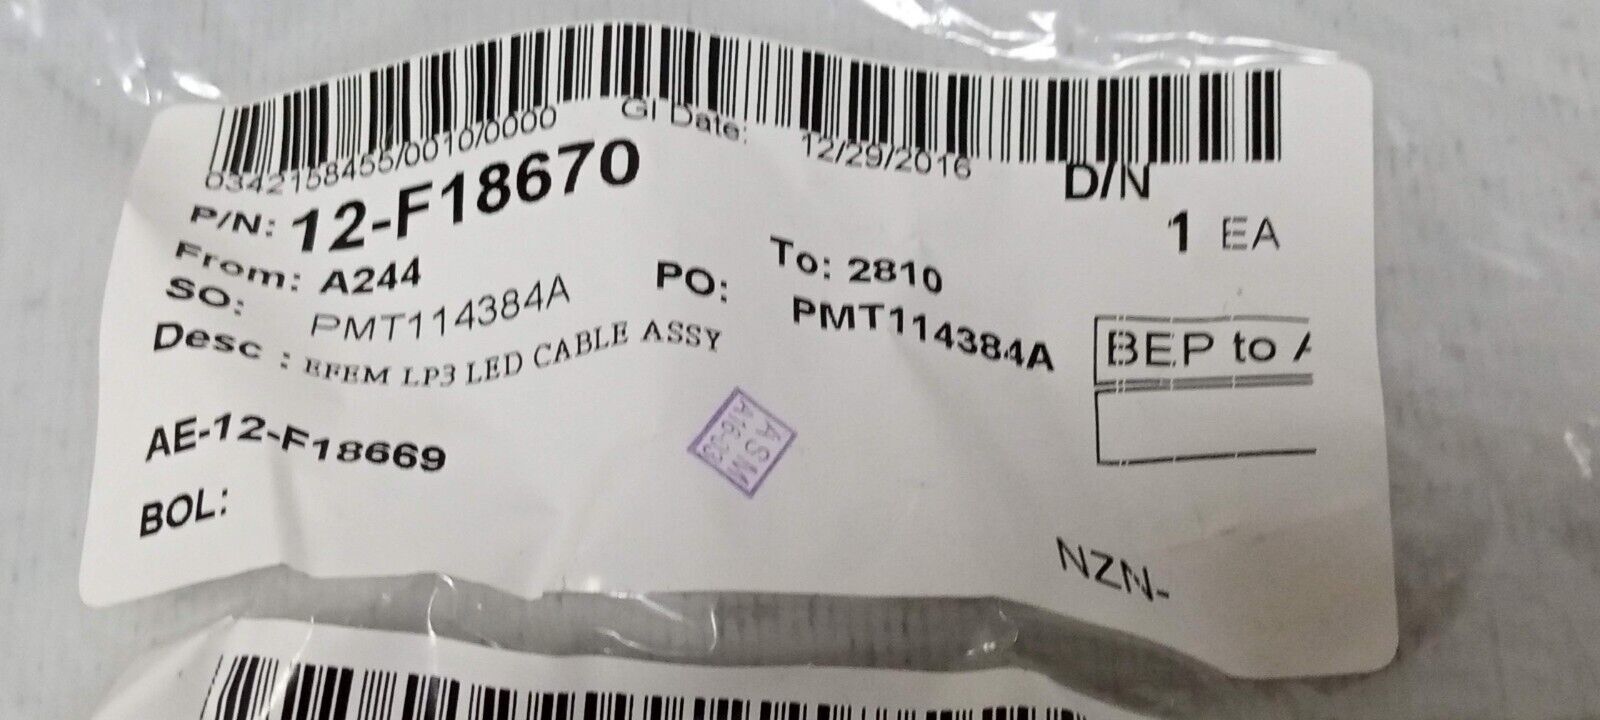 0342158455/0010/0000 GI Date: 12/29/2016 D/N
P/N: 12-F18670 1 EA
From: A244 To: 2810
SO: PMT114384A PO: PMT114384A
Desc : EFEM LP3 LED CABLE ASSY
BEP to
AE-12-F18669
ASM
BOL:
NZN-